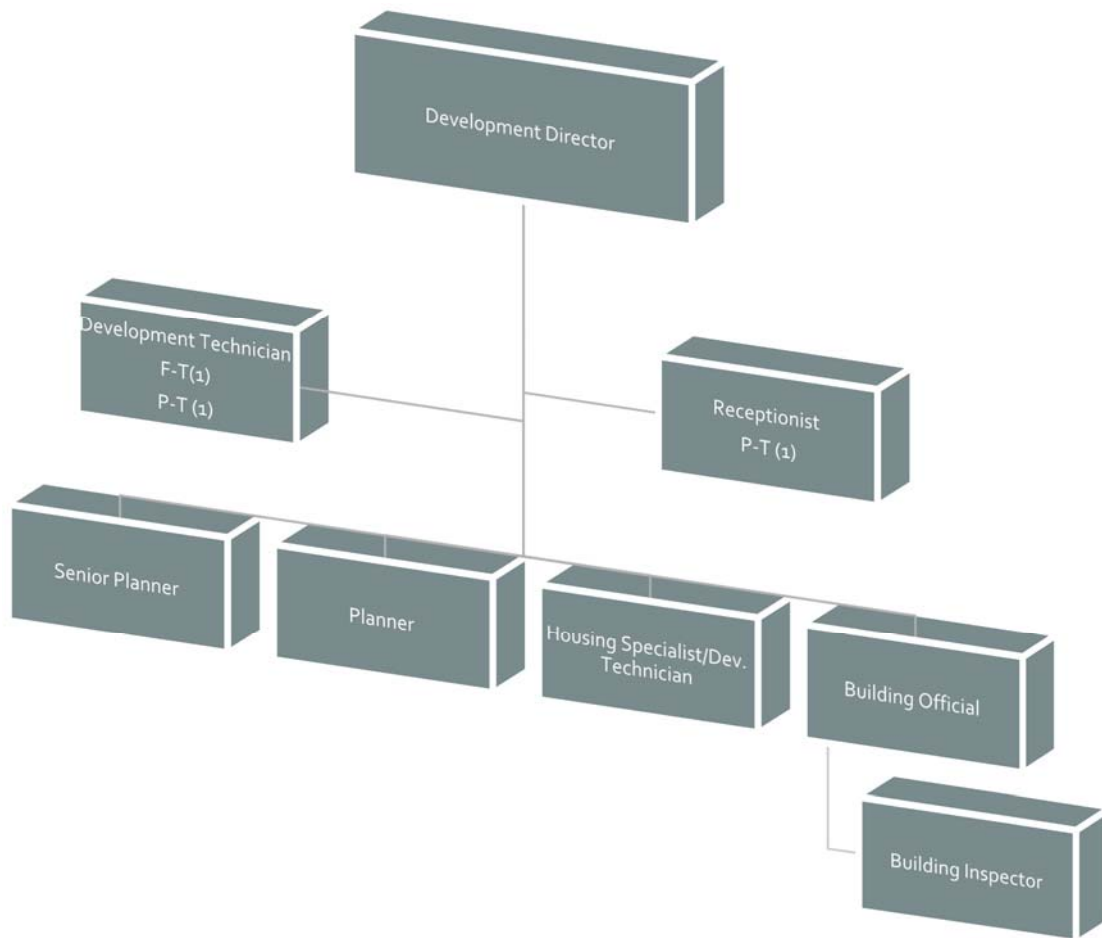 Development Director
Development Technician
F-T(1)
P-T (1)
Receptionist
P-T (1)
Senior Planner
Planner
Housing Specialist/Dev.
Technician
Building Official
Building Inspector